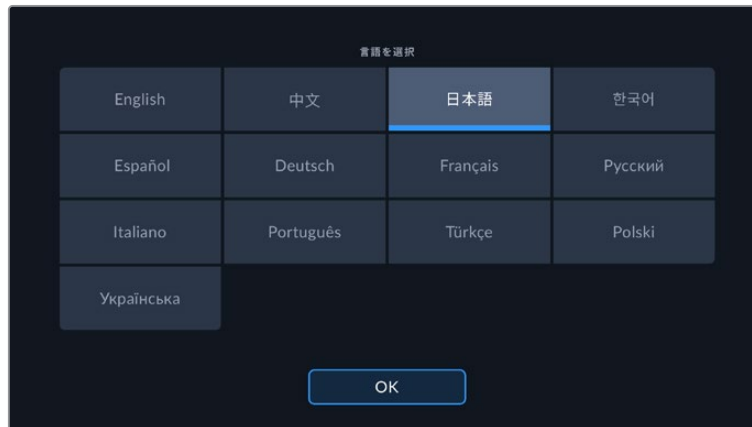 言語を選択
English 中文 日本語 한국어
Español Deutsch Français Русский
Italiano Português Türkçe Polski
Українська
OK